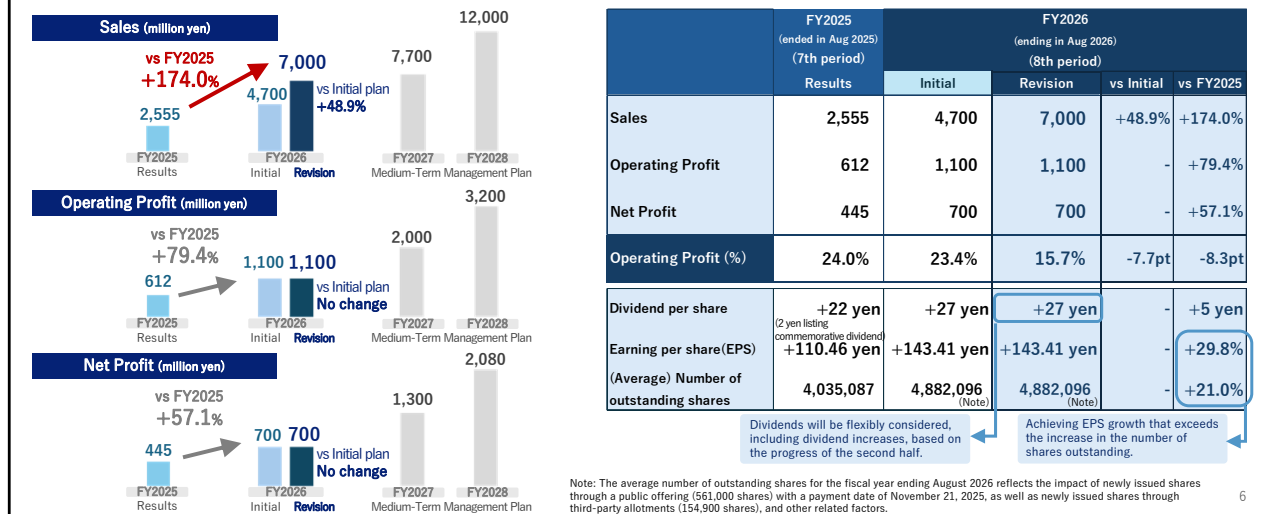 Sales (million yen)
vs FY2025
+174.0%
2,555
FY2025
Results
4,700
7,000
vs Initial plan
+48.9%
FY2026
Initial Revision
7,700
12,000
FY2027
FY2028
Medium-Term Management Plan
Operating Profit (million yen)
vs FY2025
+79.4%
612
FY2025
Results
1,100 1,100
vs Initial plan
No change
FY2026
Initial Revision
2,000
3,200
FY2027
FY2028
Medium-Term Management Plan
Net Profit (million yen)
vs FY2025
+57.1%
445
FY2025
Results
700 700
vs Initial plan
No change
FY2026
Initial Revision
1,300
2,080
FY2027
FY2028
Medium-Term Management Plan
FY2025
(ended in Aug 2025)
(7th period)
Results
FY2026
(ending in Aug 2026)
(8th period)
Initial Revision vs Initial vs FY2025
Sales 2,555 4,700 7,000 +48.9% +174.0%
Operating Profit 612 1,100 1,100 - +79.4%
Net Profit 445 700 700 - +57.1%
Operating Profit (%) 24.0% 23.4% 15.7% -7.7pt -8.3pt
Dividend per share +22 yen +27 yen +27 yen - +5 yen
(2 yen listing
commemorative dividend)
Earning per share(EPS) +110.46 yen +143.41 yen +143.41 yen - +29.8%
(Average) Number of
outstanding shares 4,035,087 4,882,096 4,882,096 - +21.0%
(Note) (Note)
Dividends will be flexibly considered,
including dividend increases, based on
the progress of the second half.
Achieving EPS growth that exceeds
the increase in the number of
shares outstanding.
Note: The average number of outstanding shares for the fiscal year ending August 2026 reflects the impact of newly issued shares
through a public offering (561,000 shares) with a payment date of November 21, 2025, as well as newly issued shares through
third-party allotments (154,900 shares), and other related factors.
6